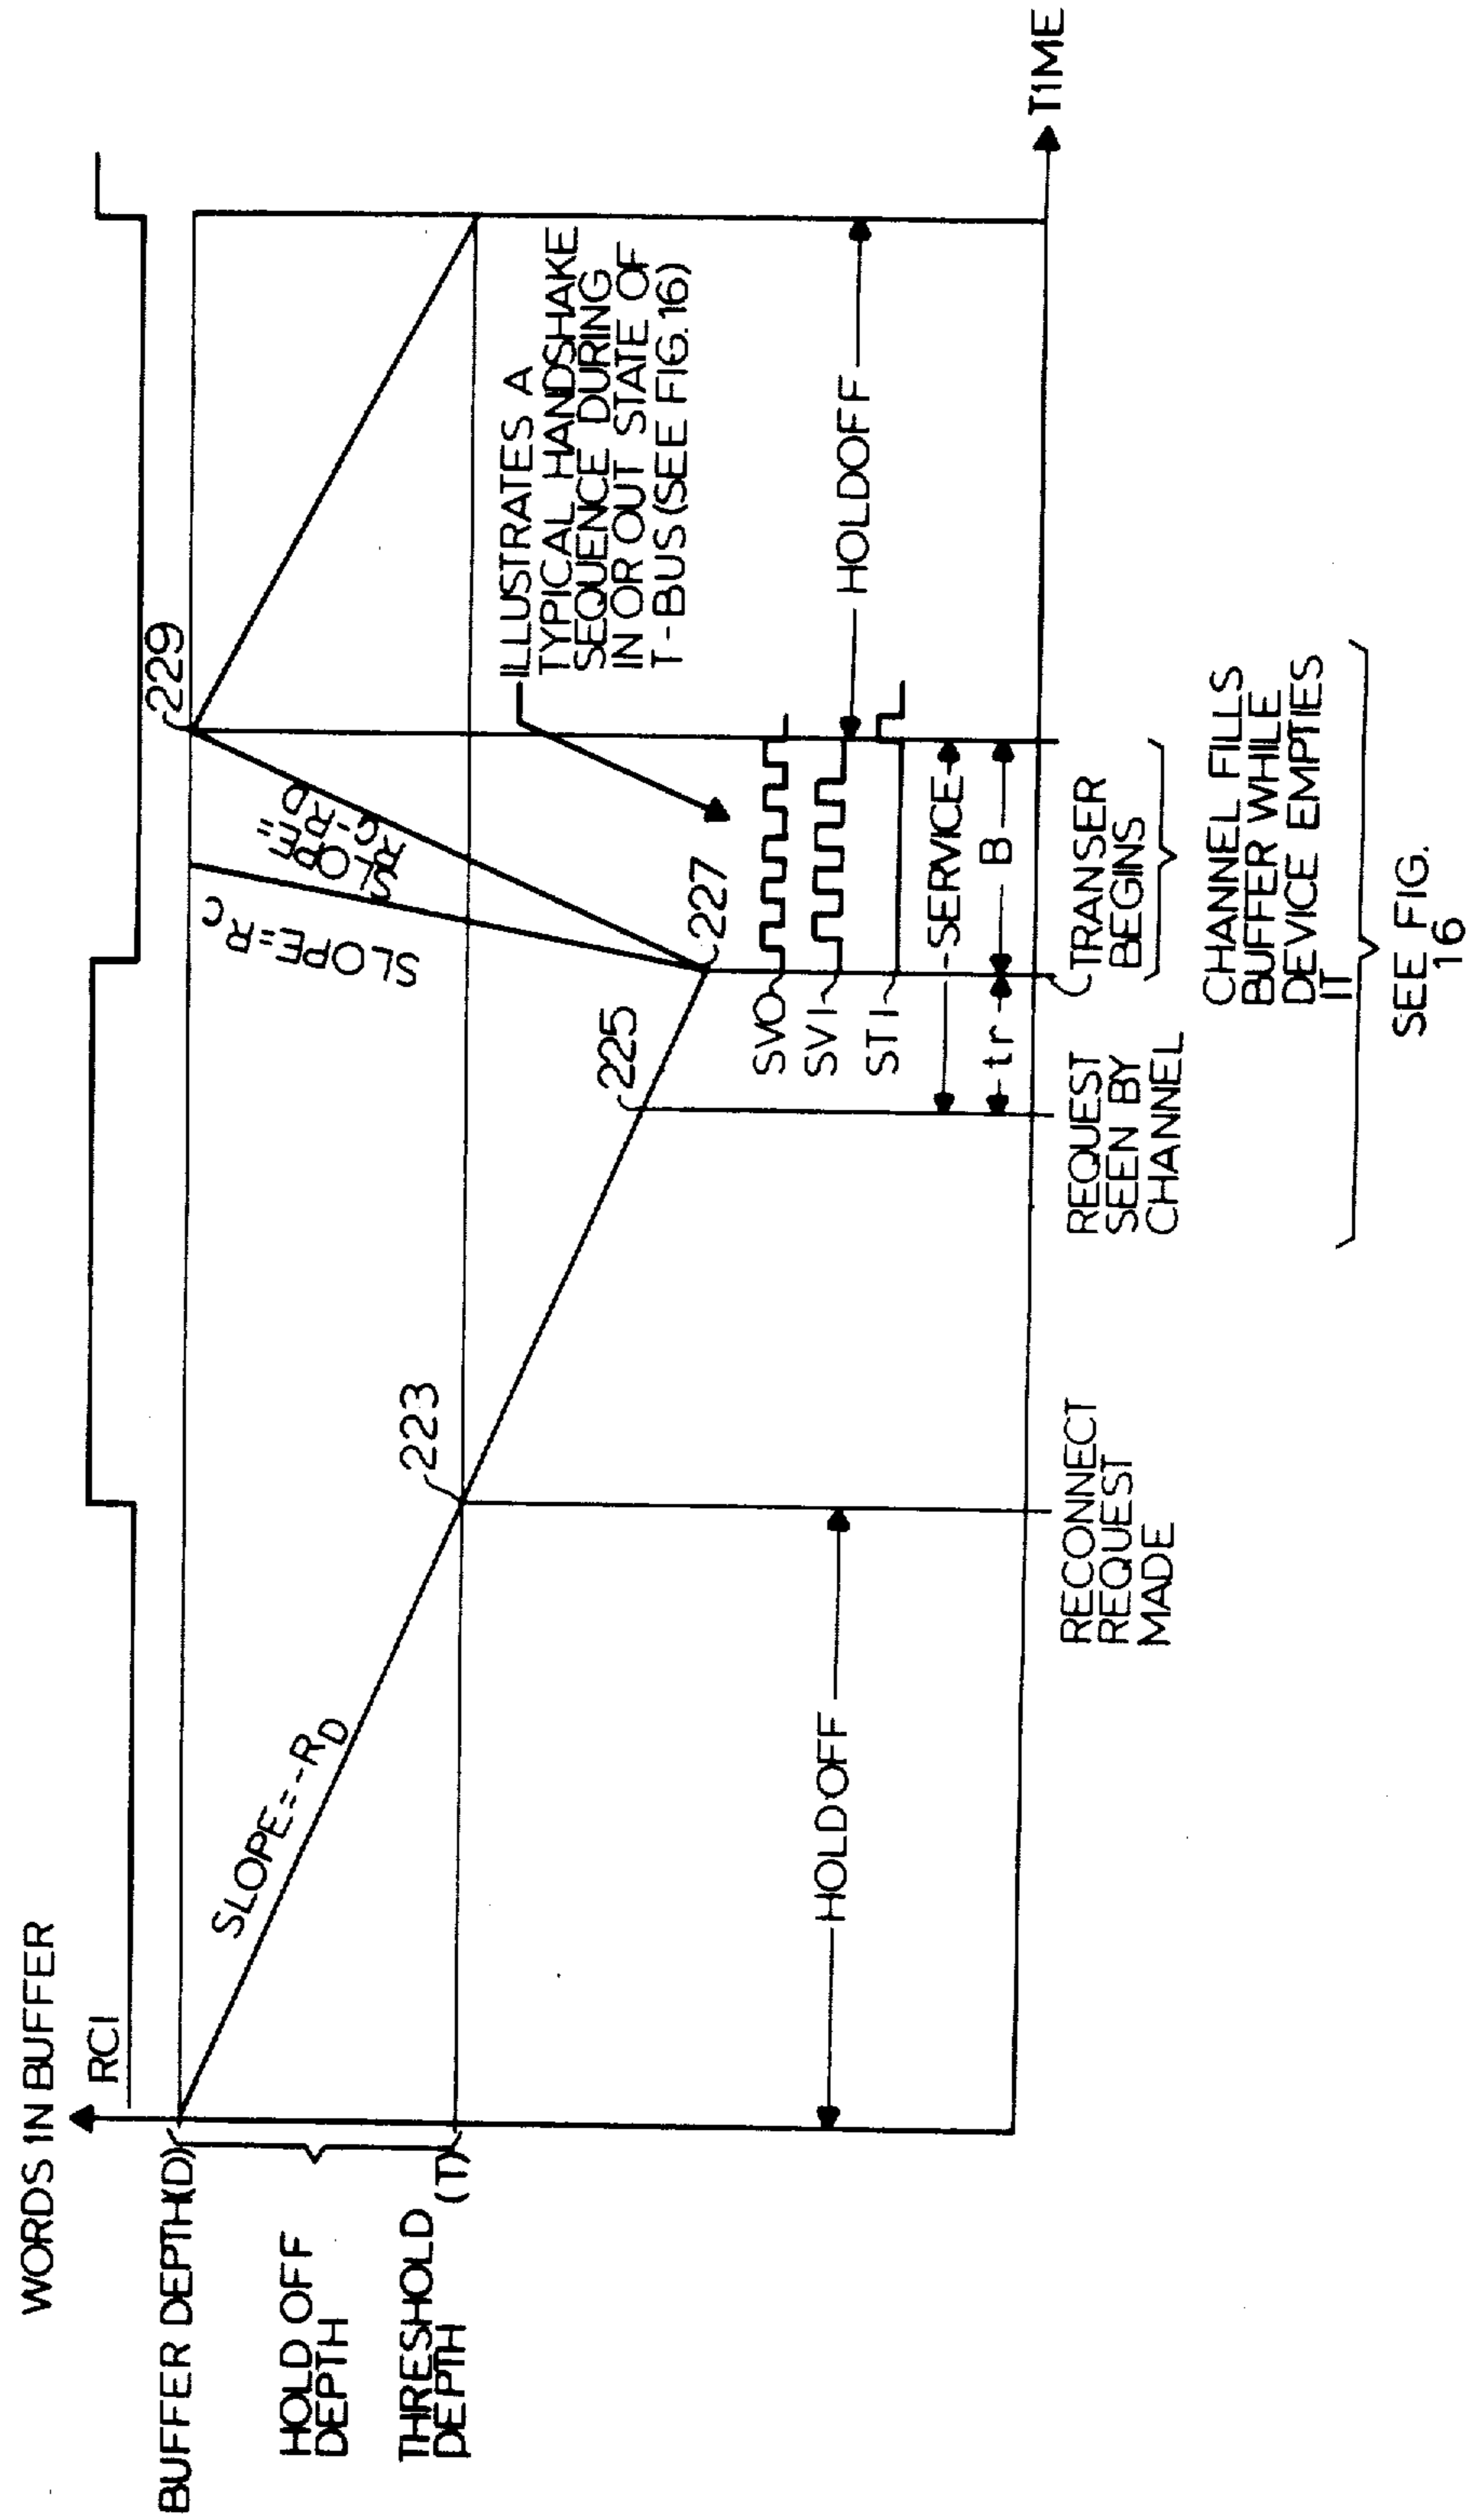 WORDS IN BUFFER
RCI
BUFFER DEPTH(D)
HOLD OFF
DEPTH
THRESHOLD
DEPTH (T)
SLOPE=-RD
223
225
227
229
SLOPE=RC
SLOPE=
RC-RD
ILLUSTRATES A
TYPICAL HANDSHAKE
SEQUENCE DURING
IN OR OUT STATE OF
T-BUS (SEE FIG.16)
SVO
SVI
STI
HOLDOFF
HOLDOFF
SERVICE
tr
B
TIME
RECONNECT
REQUEST
MADE
REQUEST
SEEN BY
CHANNEL
TRANSER
BEGINS
CHANNEL FILLS
BUFFER WHILE
DEVICE EMPTIES
IT
SEE FIG.
16